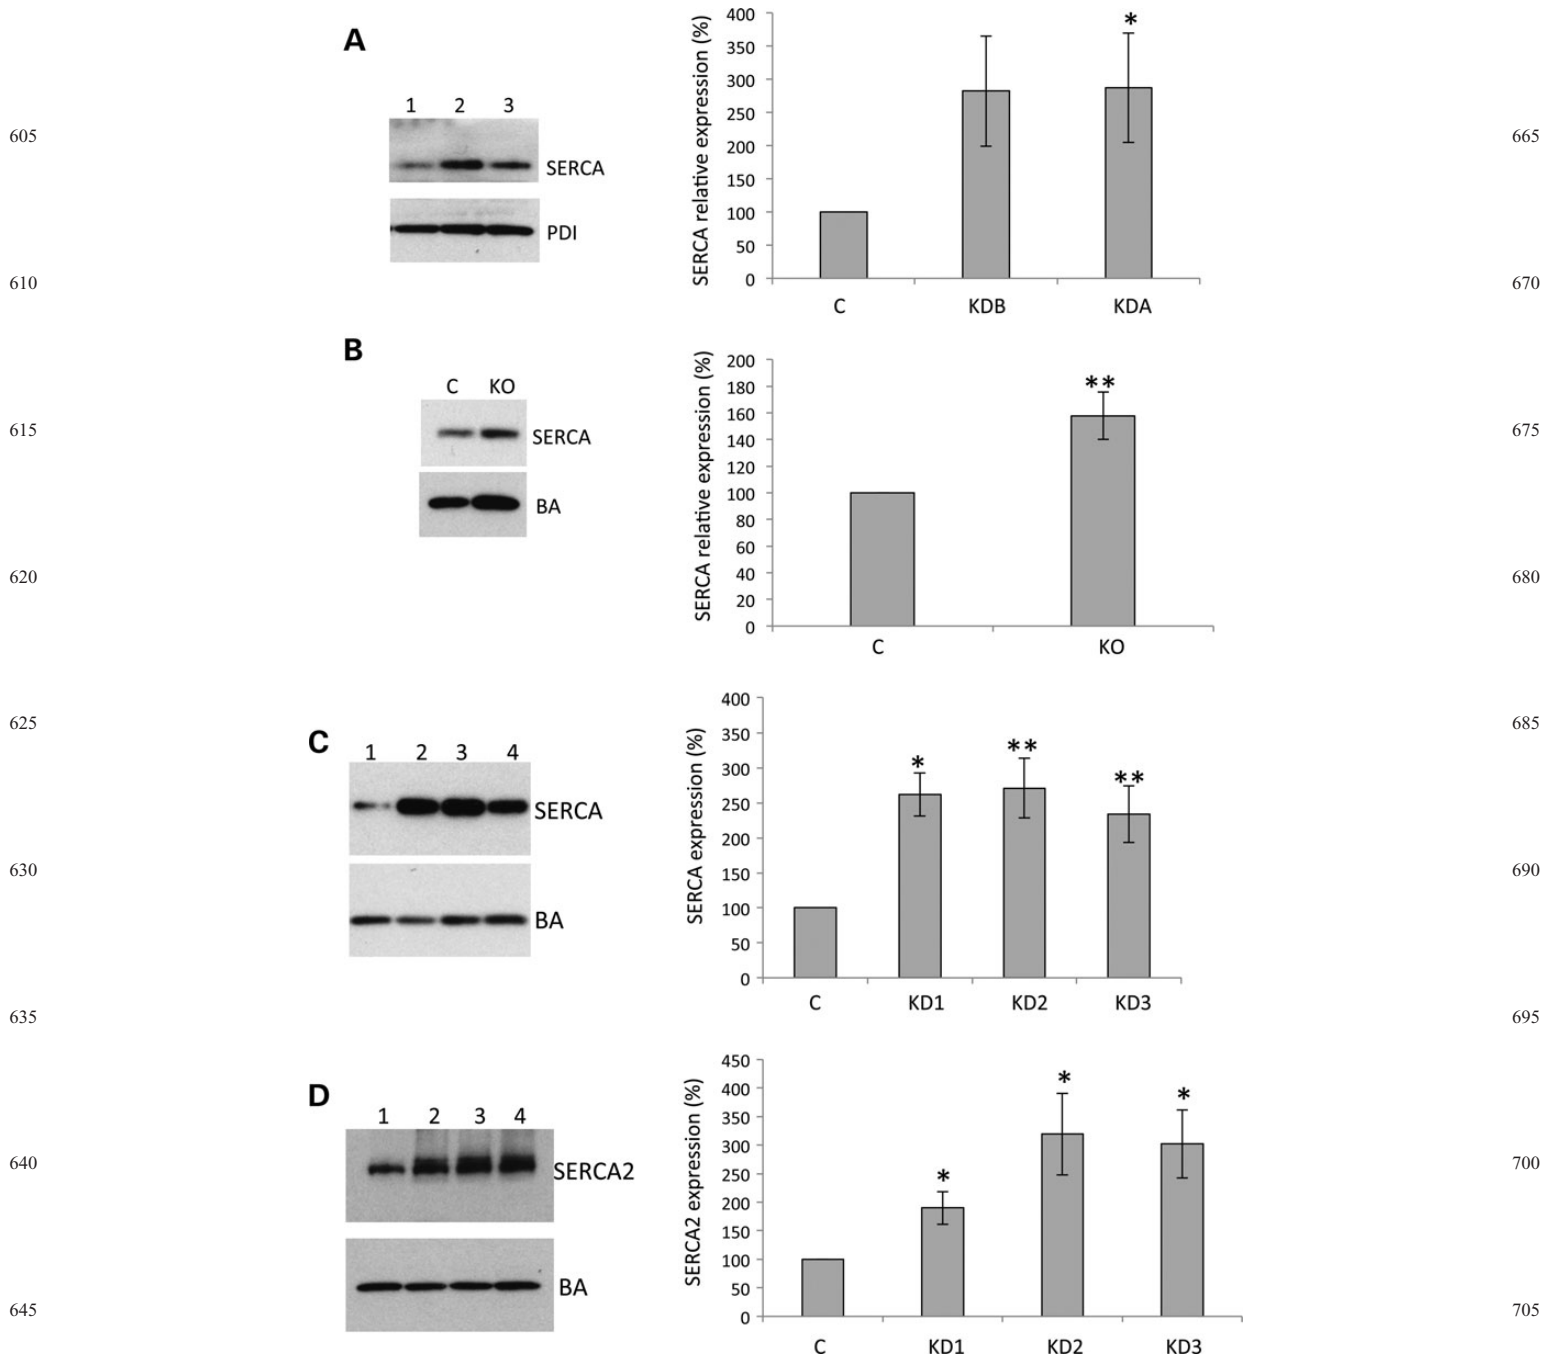 A
1 2 3
SERCA
PDI
SERCA relative expression (%)
400
350
300
250
200
150
100
50
0
*
C KDB KDA
B
C KO
SERCA
BA
SERCA relative expression (%)
200
180
160
140
120
100
80
60
40
20
0
**
C KO
C
1 2 3 4
SERCA
BA
SERCA expression (%)
400
350
300
250
200
150
100
50
0
* ** **
C KD1 KD2 KD3
D
1 2 3 4
SERCA2
BA
SERCA2 expression (%)
450
400
350
300
250
200
150
100
50
0
* * *
C KD1 KD2 KD3
605
610
615
620
625
630
635
640
645
665
670
675
680
685
690
695
700
705